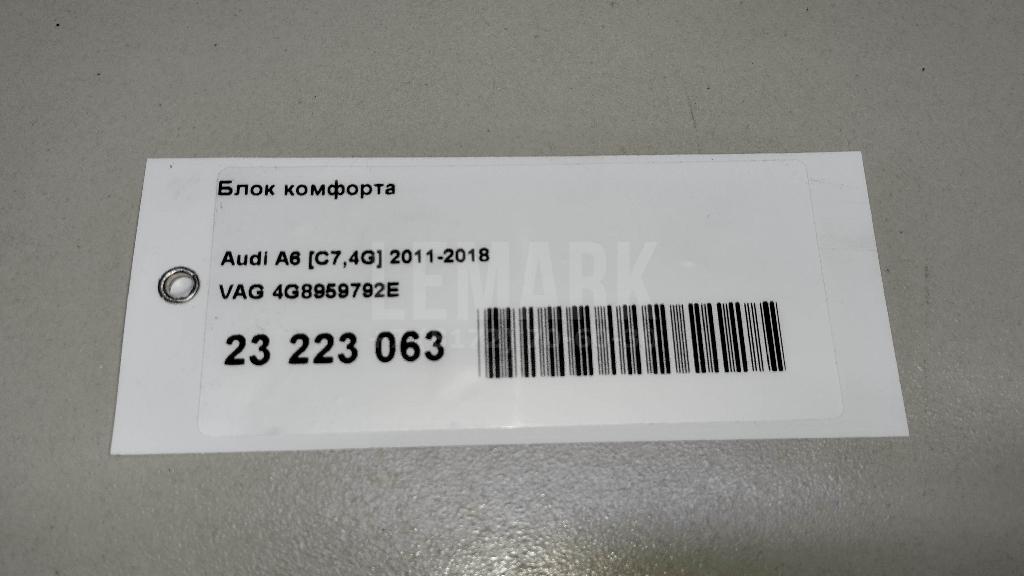 Блок комфорта
Audi A6 [C7,4G] 2011-2018
VAG 4G8959792E
LEMARK
23 223 063